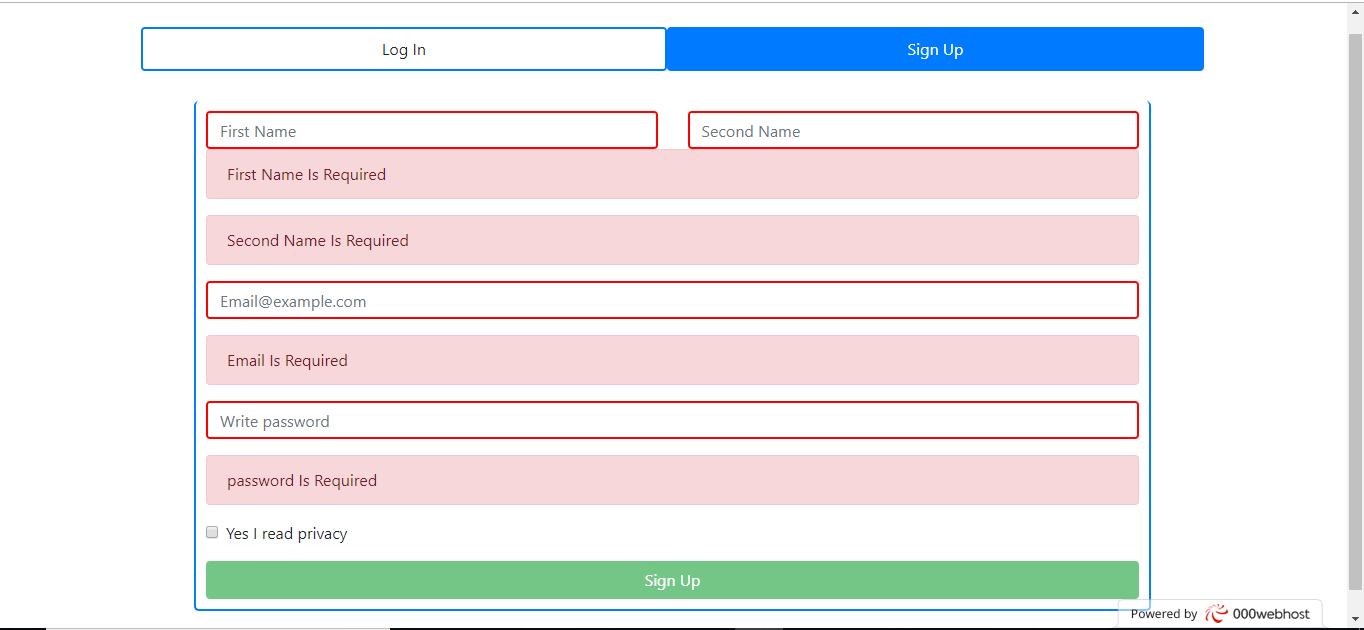 Log In
Sign Up
First Name
Second Name
First Name Is Required
Second Name Is Required
Email@example.com
Email Is Required
Write password
password Is Required
Yes I read privacy
Sign Up
Powered by 000webhost